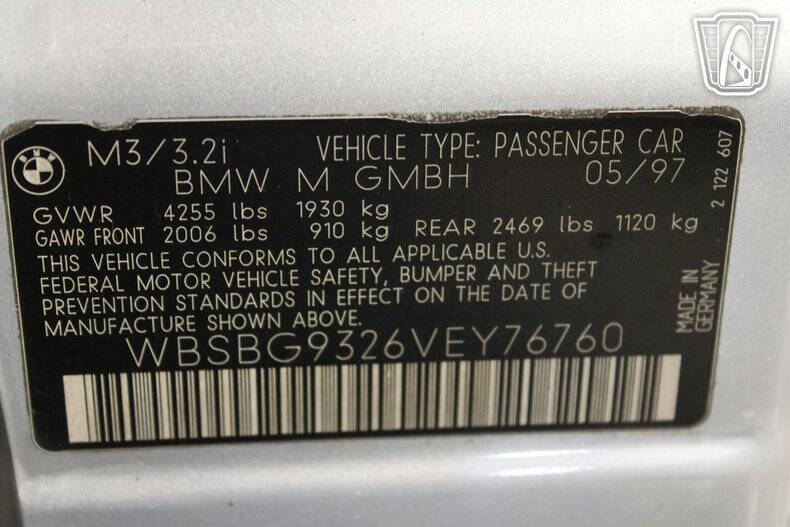 M3/3.2i VEHICLE TYPE: PASSENGER CAR
BMW M GMBH 05/97
GVWR 4255 lbs 1930 kg
GAWR FRONT 2006 lbs 910 kg REAR 2469 lbs 1120 kg
THIS VEHICLE CONFORMS TO ALL APPLICABLE U.S.
FEDERAL MOTOR VEHICLE SAFETY, BUMPER AND THEFT
PREVENTION STANDARDS IN EFFECT ON THE DATE OF
MANUFACTURE SHOWN ABOVE.
WBSBG9326VEY76760
MADE IN
GERMANY
2 122 607